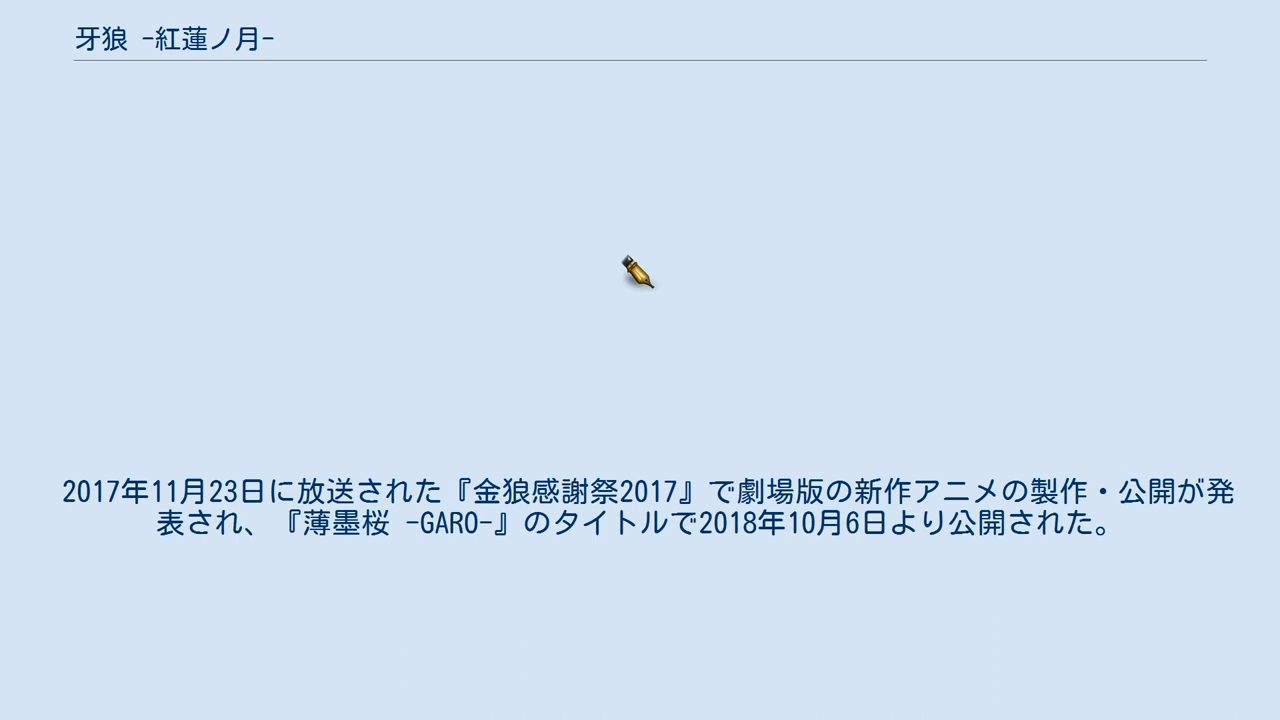 牙狼 -紅蓮ノ月-
2017年11月23日に放送された『金狼感謝祭2017』で劇場版の新作アニメの製作・公開が発
表され、『薄墨桜 -GARO-』のタイトルで2018年10月6日より公開された。